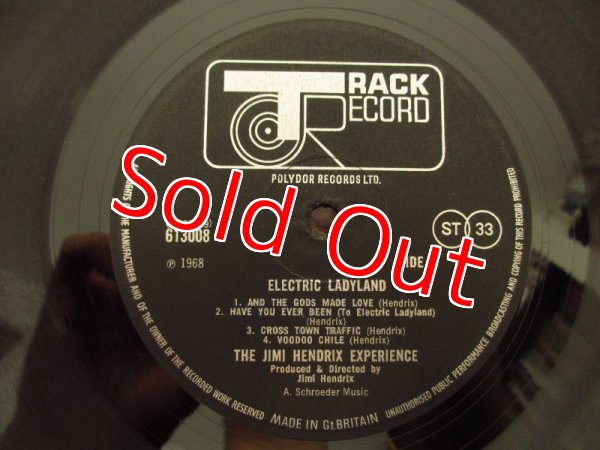 TRACK
RECORD
POLYDOR RECORDS LTD.
Sold Out
613008
ST 33
℗ 1968
IDE
ELECTRIC LADYLAND
1. AND THE GODS MADE LOVE (Hendrix)
2. HAVE YOU EVER BEEN (To Electric Ladyland)
(Hendrix)
3. CROSS TOWN TRAFFIC (Hendrix)
4. VOODOO CHILE (Hendrix)
THE JIMI HENDRIX EXPERIENCE
Produced & Directed by
Jimi Hendrix
A. Schroeder Music
MANUFACTURER AND OF THE OWNER OF THE RECORDED WORK RESERVED
UNAUTHORISED PUBLIC PERFORMANCE BROADCASTING AND COPYING OF THIS RECORD PROHIBITED
MADE IN Gt. BRITAIN